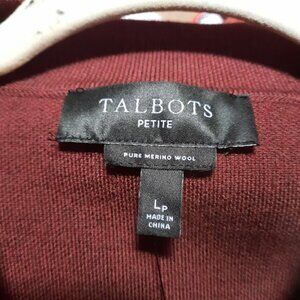 TALBOTS
PETITE
PURE MERINO WOOL
LP
MADE IN
CHINA